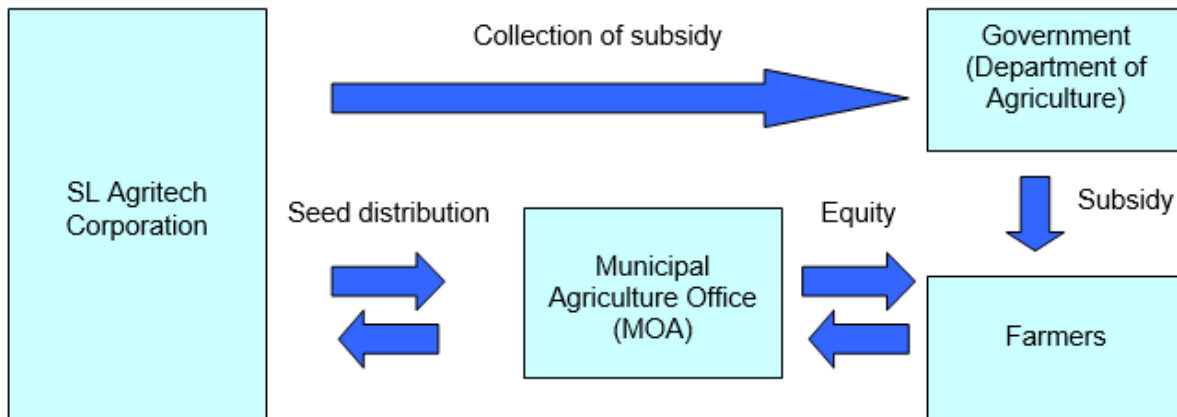 Collection of subsidy
Government
(Department of
Agriculture)
SL Agritech
Corporation
Seed distribution
Equity
Subsidy
Municipal
Agriculture Office
(MOA)
Farmers